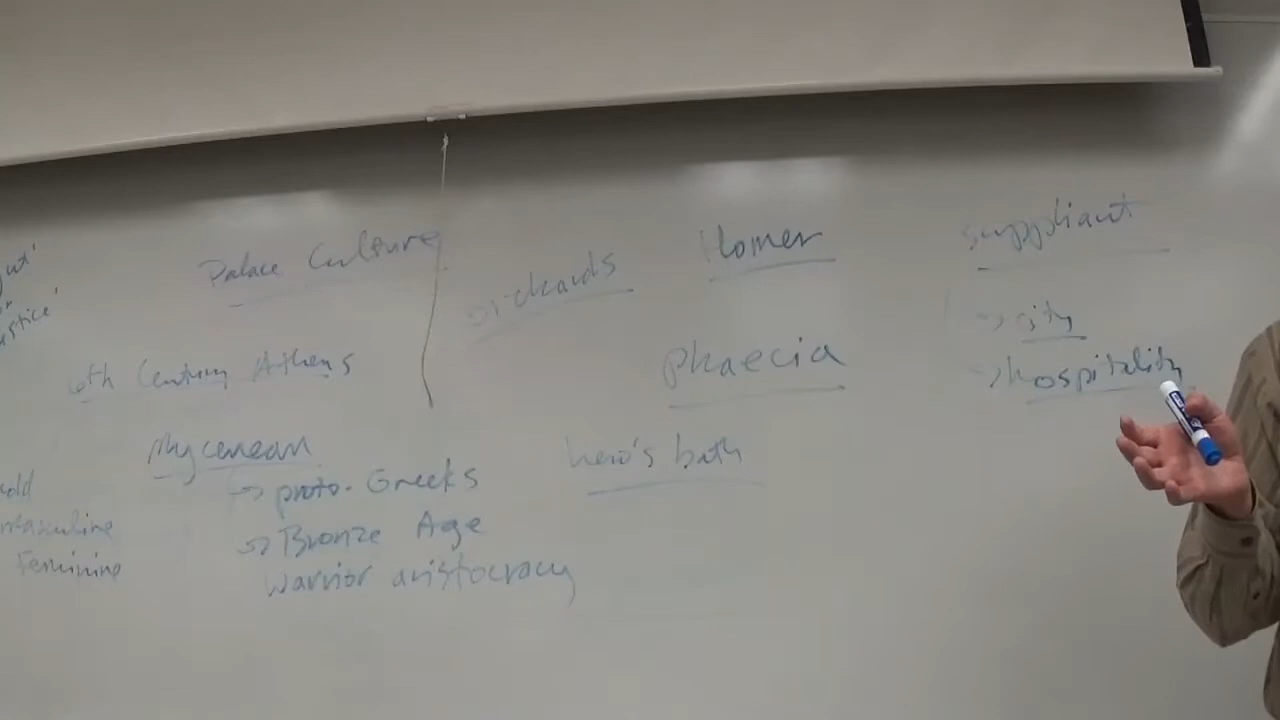 Palace Culture
6th Century Athens
Mycenean
→ proto-Greeks
→ Bronze Age
warrior aristocracy
Masculine
Feminine
orchards
Homer
Phaecia
hero's bath
suppliant
→ city
→ hospitality